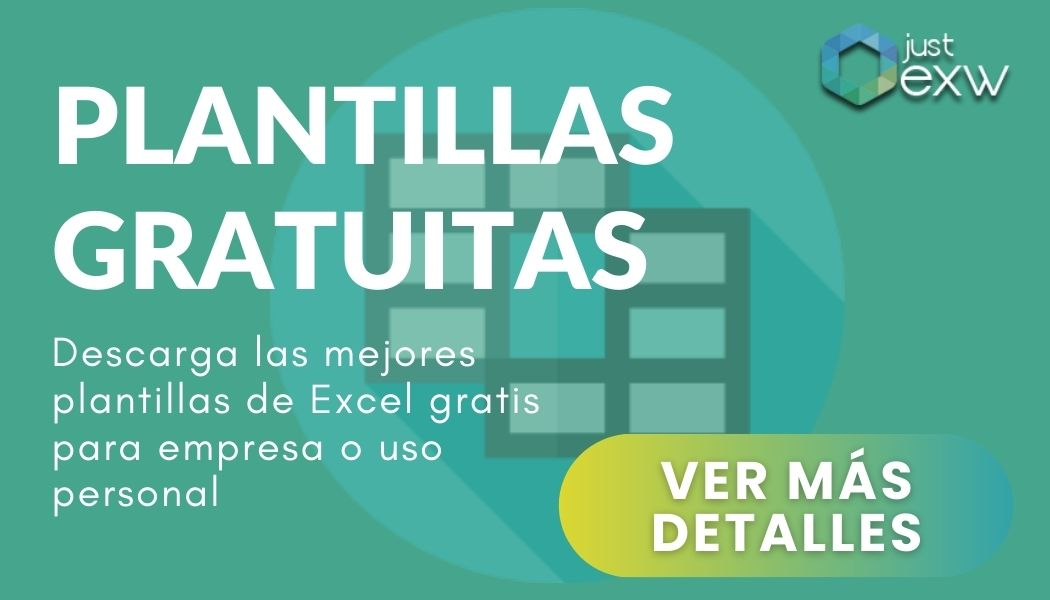 just
exw
PLANTILLAS
GRATUITAS
Descarga las mejores
plantillas de Excel gratis
para empresa o uso
personal
VER MÁS
DETALLES